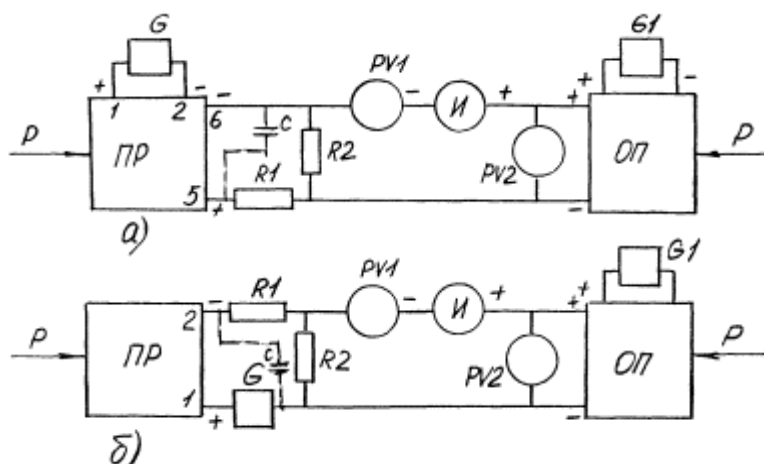 G
G1
PV1
+ 1 2 - - 6
C
- И + +
P
ПР
R2
PV2
ОП
P
R1
5 +
-
а)
G1
R1
PV1
2 -
- И + +
P
ПР
C
R2
PV2
ОП
P
G
1 +
-
б)